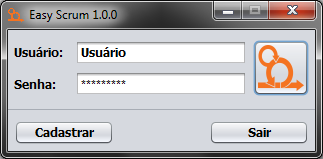 Easy Scrum 1.0.0
Usuário: Usuário
Senha: *********
Cadastrar Sair